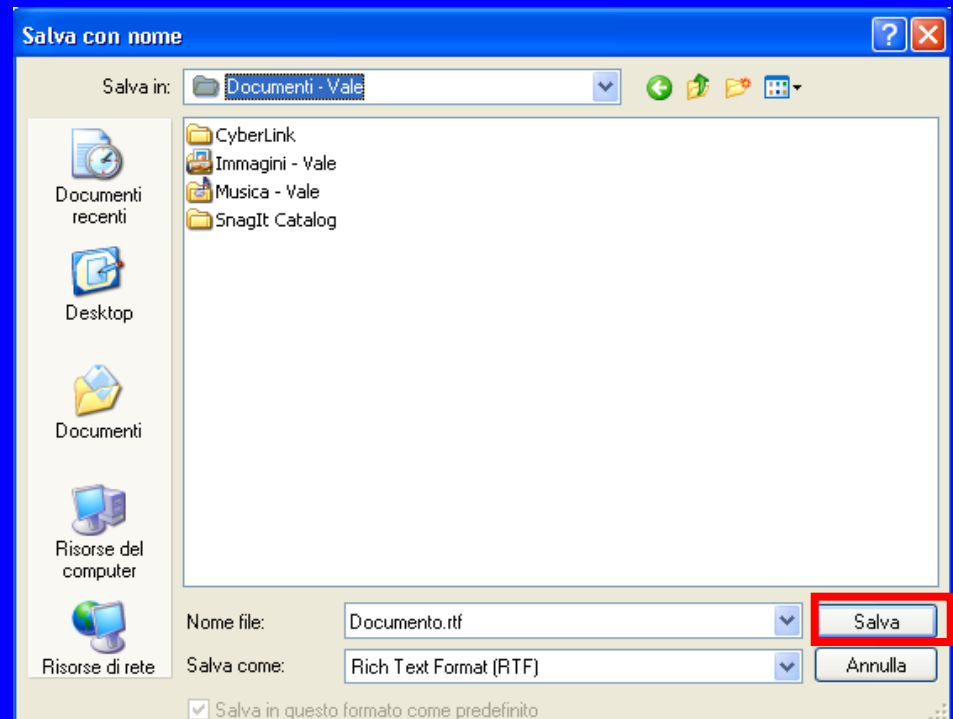 Salva con nome
Salva in:
Documenti - Vale
CyberLink
Immagini - Vale
Musica - Vale
SnagIt Catalog
Documenti
recenti
Desktop
Documenti
Risorse del
computer
Risorse di rete
Nome file:
Documento.rtf
Salva
Salva come:
Rich Text Format (RTF)
Annulla
Salva in questo formato come predefinito